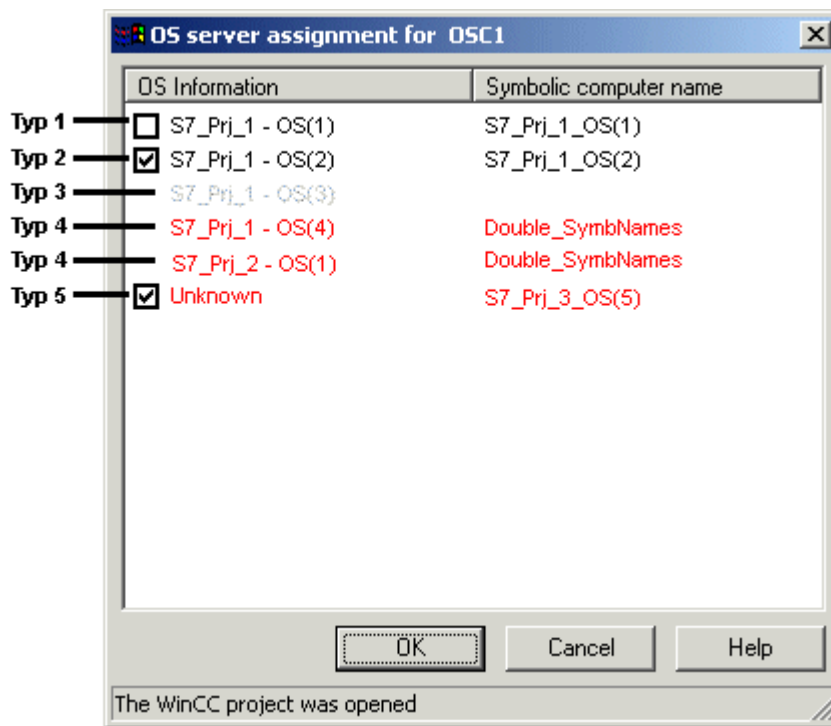 OS server assignment for OSC1
OS Information Symbolic computer name
Typ 1 S7_Prj_1 - OS(1) S7_Prj_1_OS(1)
Typ 2 S7_Prj_1 - OS(2) S7_Prj_1_OS(2)
Typ 3 S7_Prj_1 - OS(3)
Typ 4 S7_Prj_1 - OS(4) Double_SymbNames
Typ 4 S7_Prj_2 - OS(1) Double_SymbNames
Typ 5 Unknown S7_Prj_3_OS(5)
OK Cancel Help
The WinCC project was opened